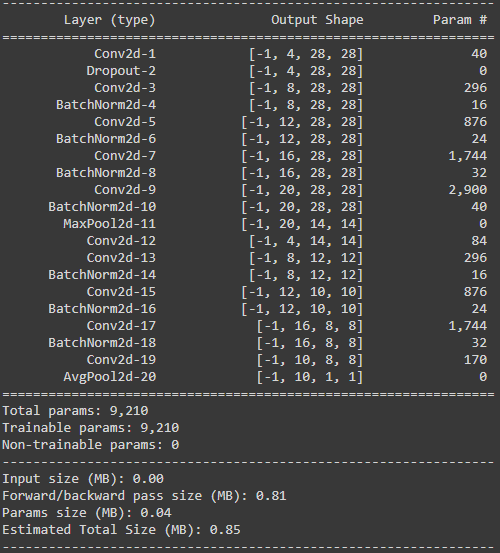 ----------------------------------------------------------------
        Layer (type)               Output Shape         Param #
================================================================
            Conv2d-1            [-1, 4, 28, 28]              40
           Dropout-2            [-1, 4, 28, 28]               0
            Conv2d-3            [-1, 8, 28, 28]             296
       BatchNorm2d-4            [-1, 8, 28, 28]              16
            Conv2d-5           [-1, 12, 28, 28]             876
       BatchNorm2d-6           [-1, 12, 28, 28]              24
            Conv2d-7           [-1, 16, 28, 28]           1,744
       BatchNorm2d-8           [-1, 16, 28, 28]              32
            Conv2d-9           [-1, 20, 28, 28]           2,900
      BatchNorm2d-10           [-1, 20, 28, 28]              40
        MaxPool2d-11           [-1, 20, 14, 14]               0
           Conv2d-12            [-1, 4, 14, 14]              84
           Conv2d-13            [-1, 8, 12, 12]             296
      BatchNorm2d-14            [-1, 8, 12, 12]              16
           Conv2d-15           [-1, 12, 10, 10]             876
      BatchNorm2d-16           [-1, 12, 10, 10]              24
           Conv2d-17             [-1, 16, 8, 8]           1,744
      BatchNorm2d-18             [-1, 16, 8, 8]              32
           Conv2d-19             [-1, 10, 8, 8]             170
        AvgPool2d-20             [-1, 10, 1, 1]               0
================================================================
Total params: 9,210
Trainable params: 9,210
Non-trainable params: 0
----------------------------------------------------------------
Input size (MB): 0.00
Forward/backward pass size (MB): 0.81
Params size (MB): 0.04
Estimated Total Size (MB): 0.85
----------------------------------------------------------------